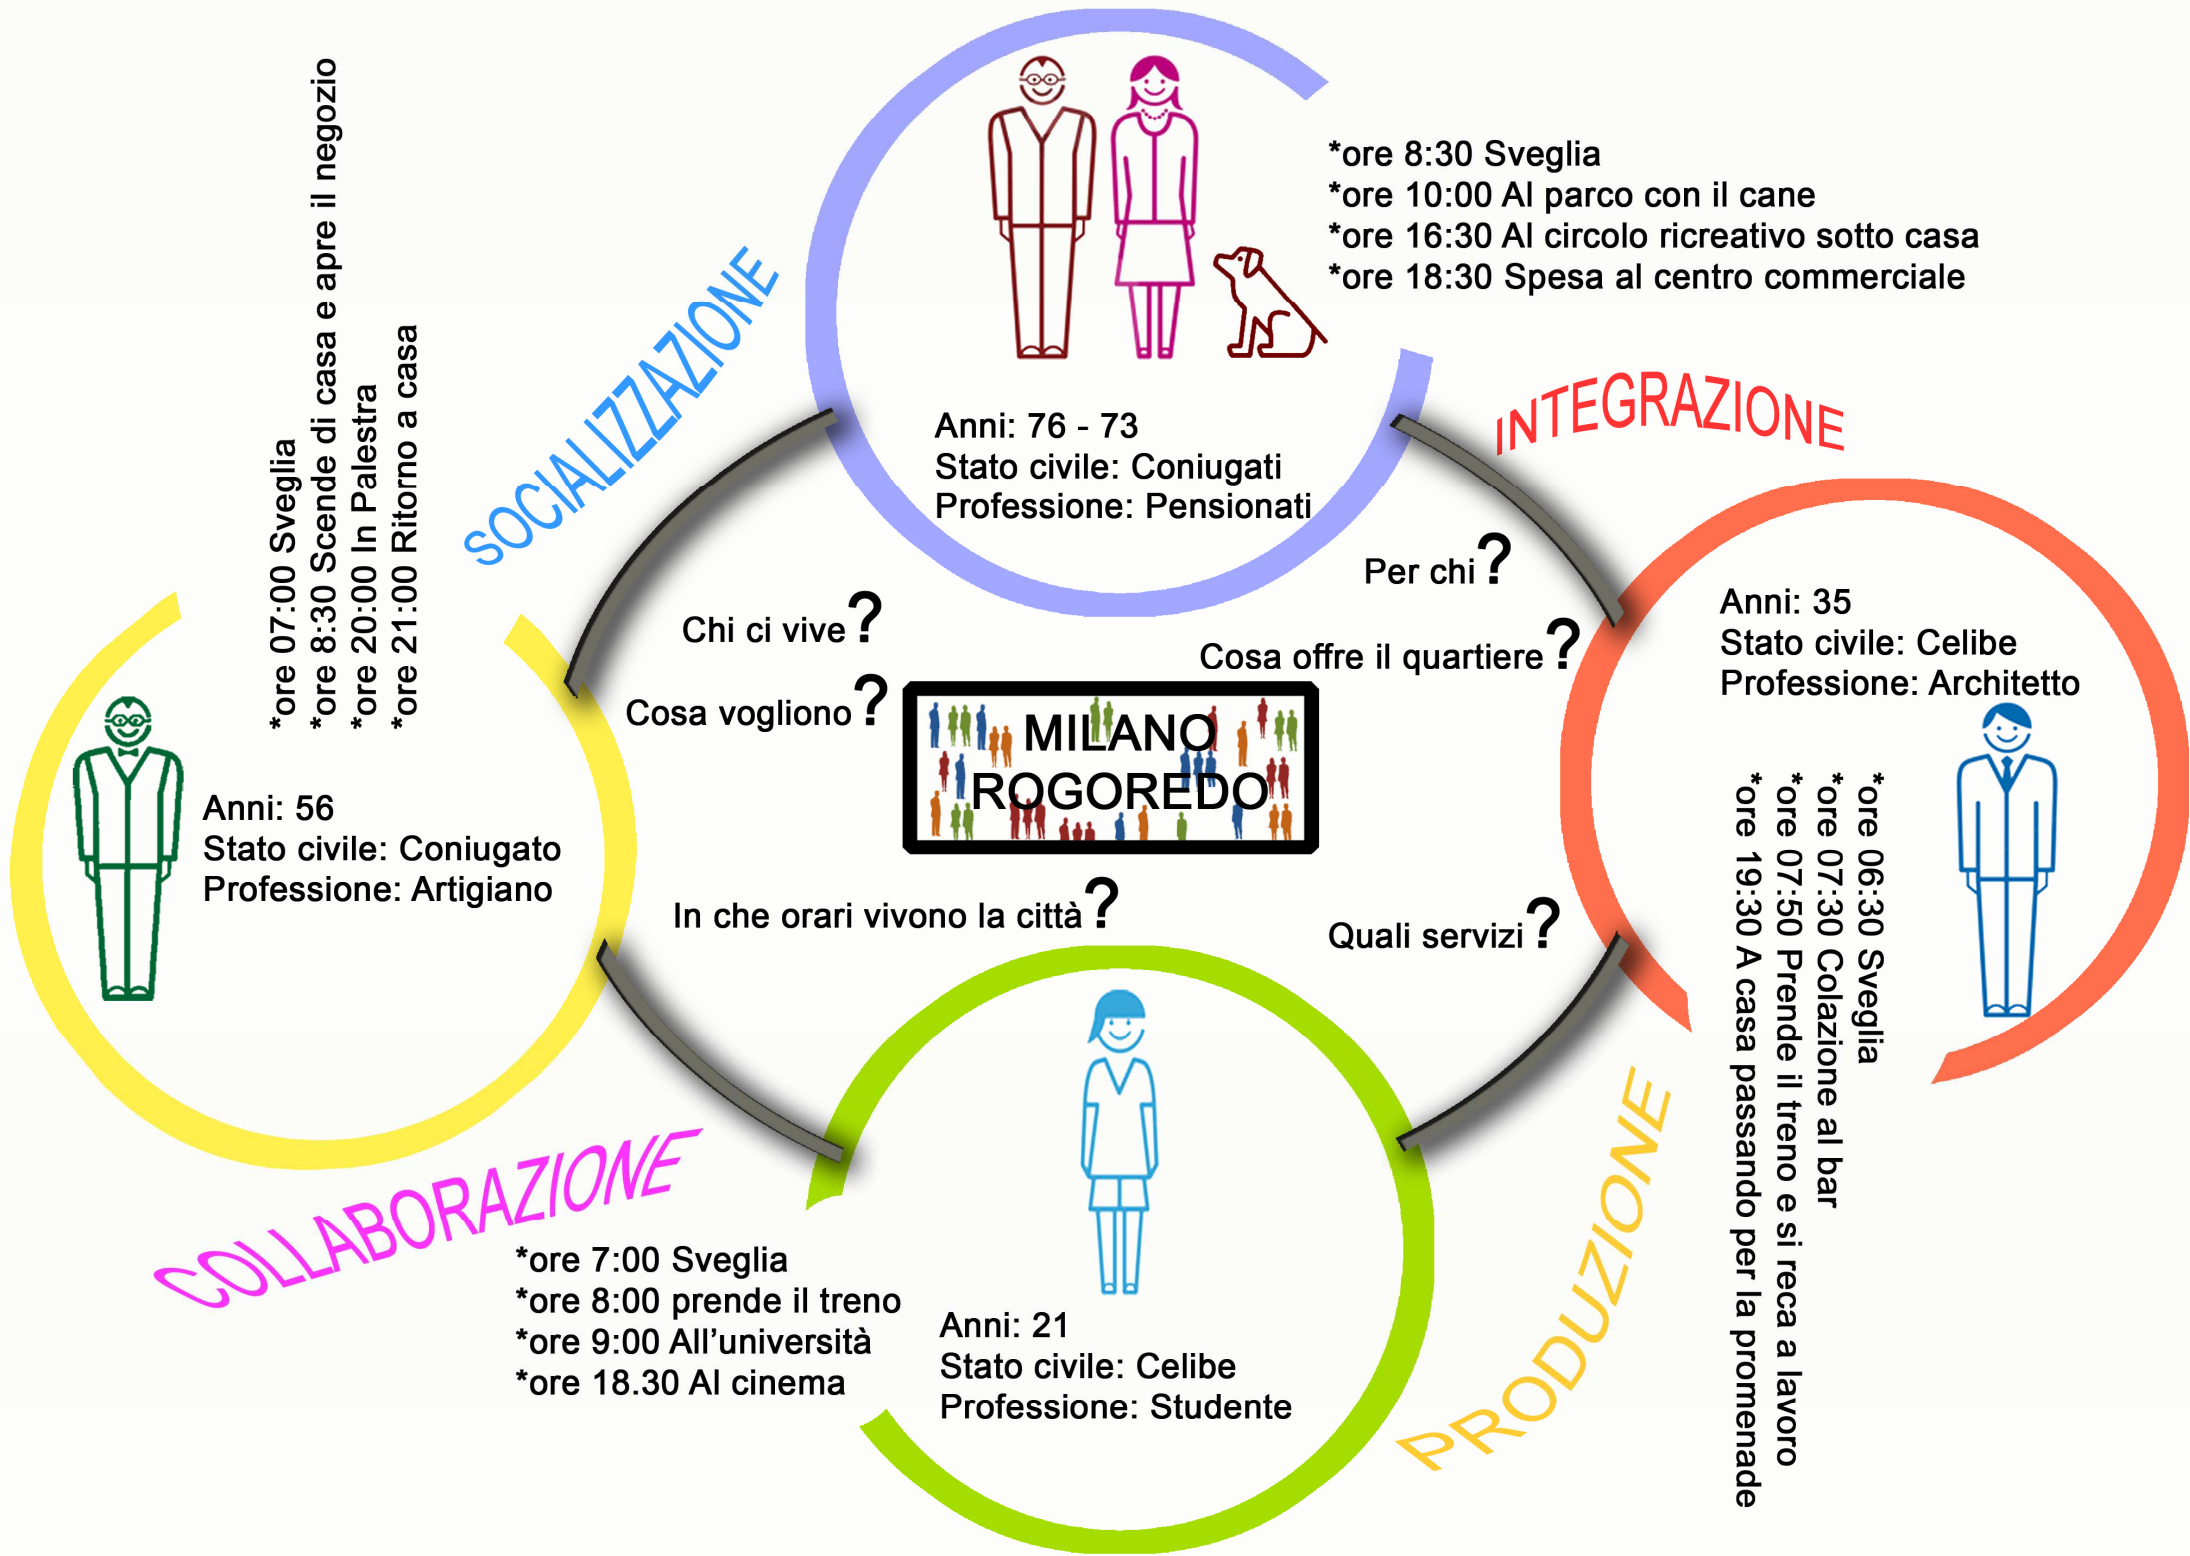 *ore 07:00 Sveglia
*ore 8:30 Scende di casa e apre il negozio
*ore 20:00 In Palestra
*ore 21:00 Ritorno a casa
SOCIALIZZAZIONE
*ore 8:30 Sveglia
*ore 10:00 Al parco con il cane
*ore 16:30 Al circolo ricreativo sotto casa
*ore 18:30 Spesa al centro commerciale
Anni: 76 - 73
Stato civile: Coniugati
Professione: Pensionati
INTEGRAZIONE
Per chi?
Chi ci vive?
Cosa offre il quartiere?
Cosa vogliono?
MILANO
ROGOREDO
Anni: 35
Stato civile: Celibe
Professione: Architetto
*ore 06:30 Sveglia
*ore 07:30 Colazione al bar
*ore 07:50 Prende il treno e si reca a lavoro
*ore 19:30 A casa passando per la promenade
Anni: 56
Stato civile: Coniugato
Professione: Artigiano
In che orari vivono la città?
Quali servizi?
COLLABORAZIONE
PRODUZIONE
*ore 7:00 Sveglia
*ore 8:00 prende il treno
*ore 9:00 All'università
*ore 18.30 Al cinema
Anni: 21
Stato civile: Celibe
Professione: Studente